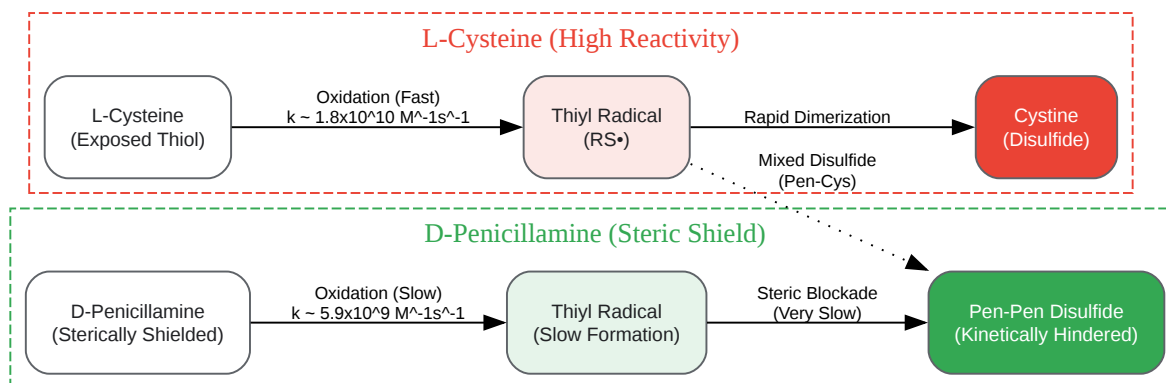 L-Cysteine (High Reactivity)
L-Cysteine
(Exposed Thiol)
Oxidation (Fast)
k ~ 1.8x10^10 M^-1s^-1
Thiyl Radical
(RS•)
Rapid Dimerization
Cystine
(Disulfide)
Mixed Disulfide
(Pen-Cys)
D-Penicillamine (Steric Shield)
D-Penicillamine
(Sterically Shielded)
Oxidation (Slow)
k ~ 5.9x10^9 M^-1s^-1
Thiyl Radical
(Slow Formation)
Steric Blockade
(Very Slow)
Pen-Pen Disulfide
(Kinetically Hindered)